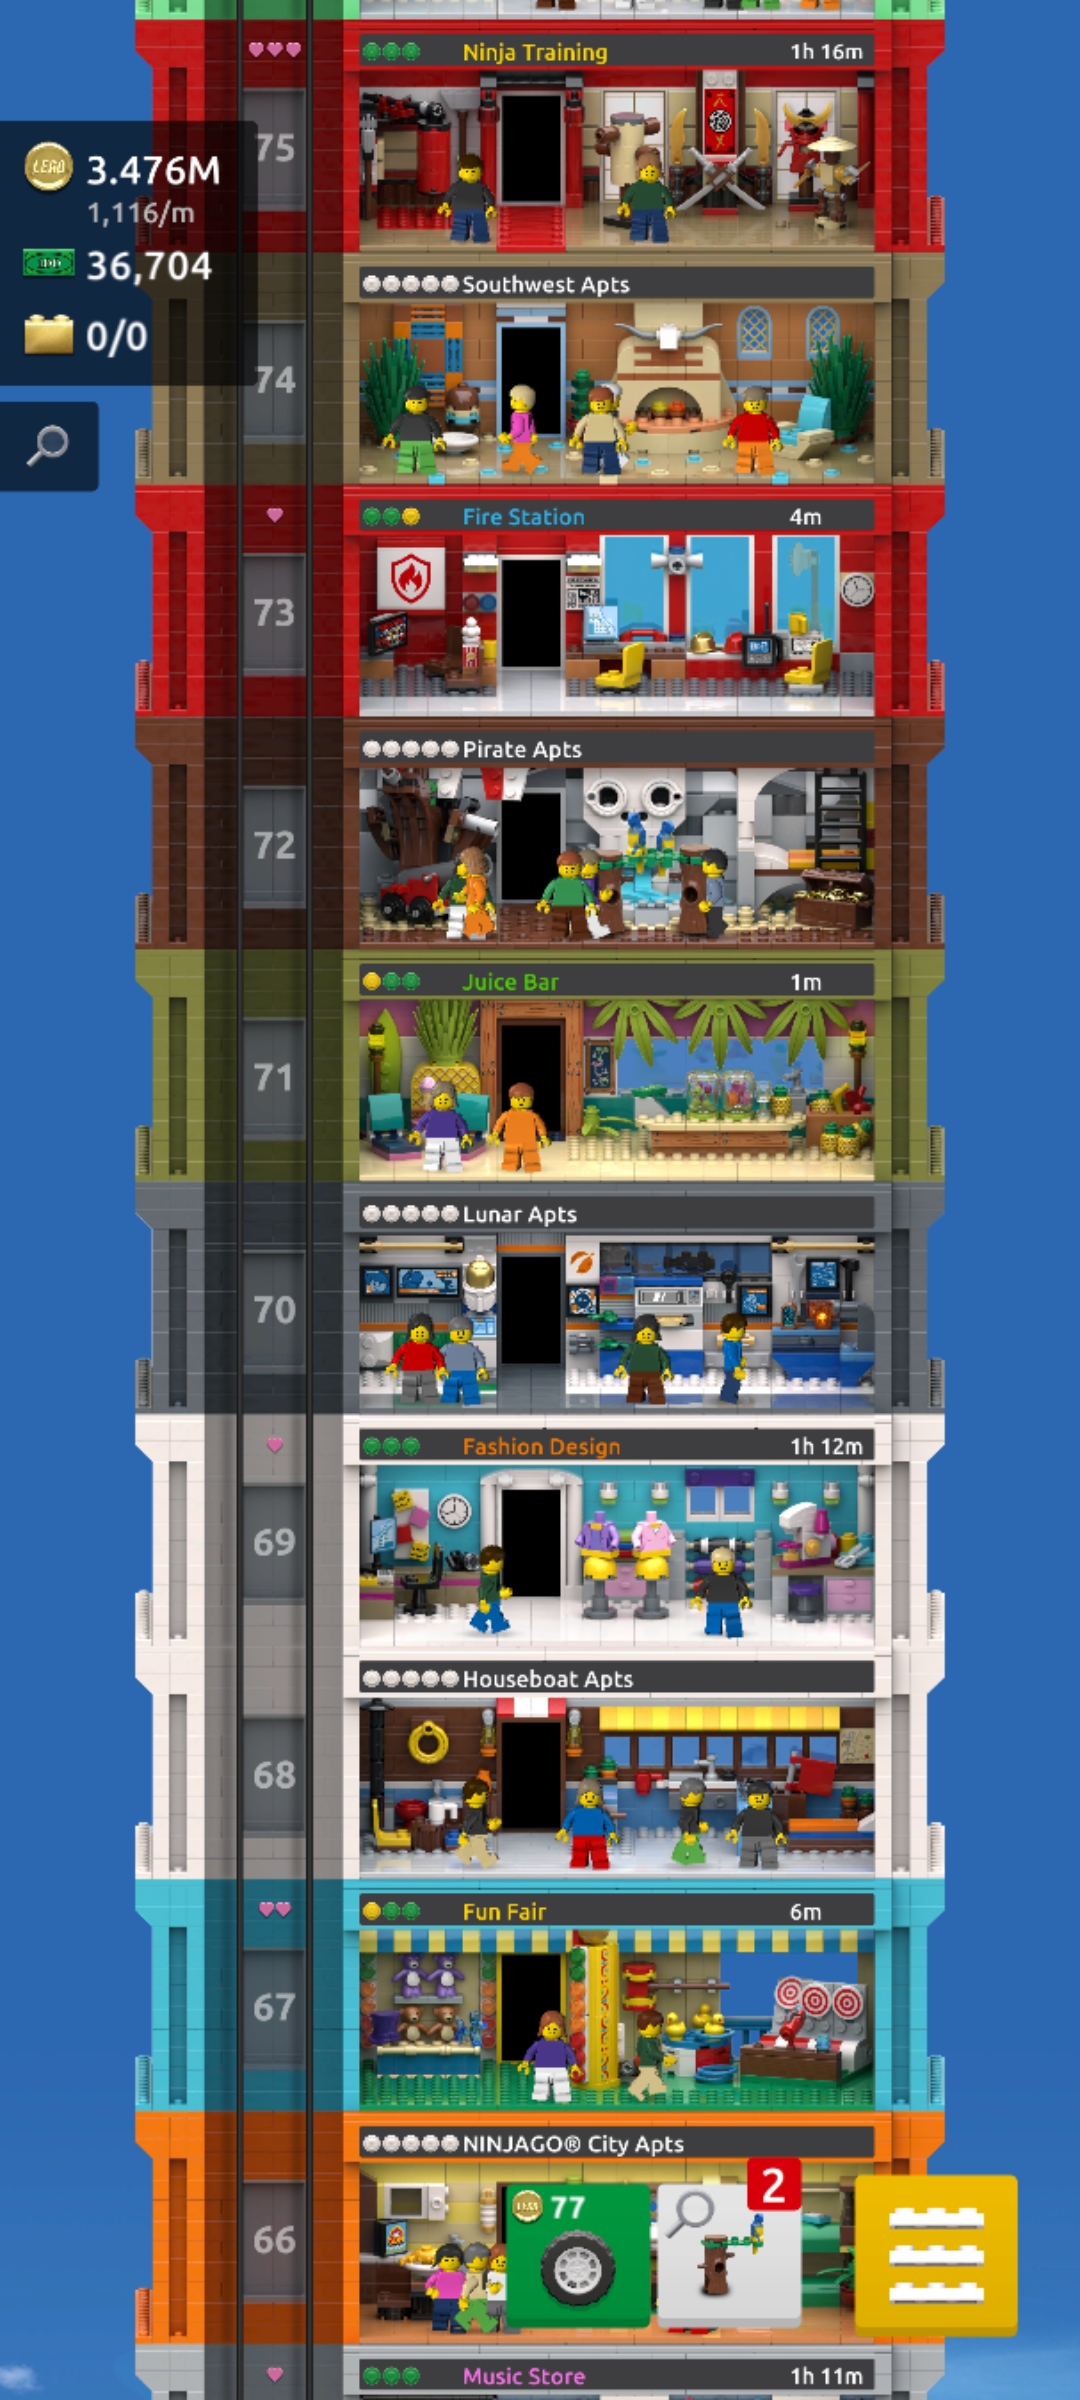 Ninja Training 1h 16m
75
LEGO 3.476M
1,116/m
36,704
0/0
Southwest Apts
74
Fire Station 4m
73
Pirate Apts
72
Juice Bar 1m
71
Lunar Apts
70
Fashion Design 1h 12m
69
Houseboat Apts
68
Fun Fair 6m
67
NINJAGO® City Apts
66
77
2
Music Store 1h 11m